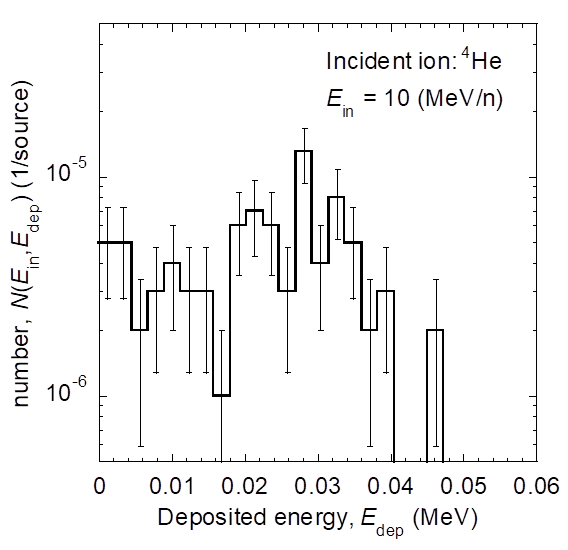 Incident ion: ⁴He
E_in = 10 (MeV/n)
number, N(E_in,E_dep) (1/source)
10⁻⁵
10⁻⁶
0 0.01 0.02 0.03 0.04 0.05 0.06
Deposited energy, E_dep (MeV)